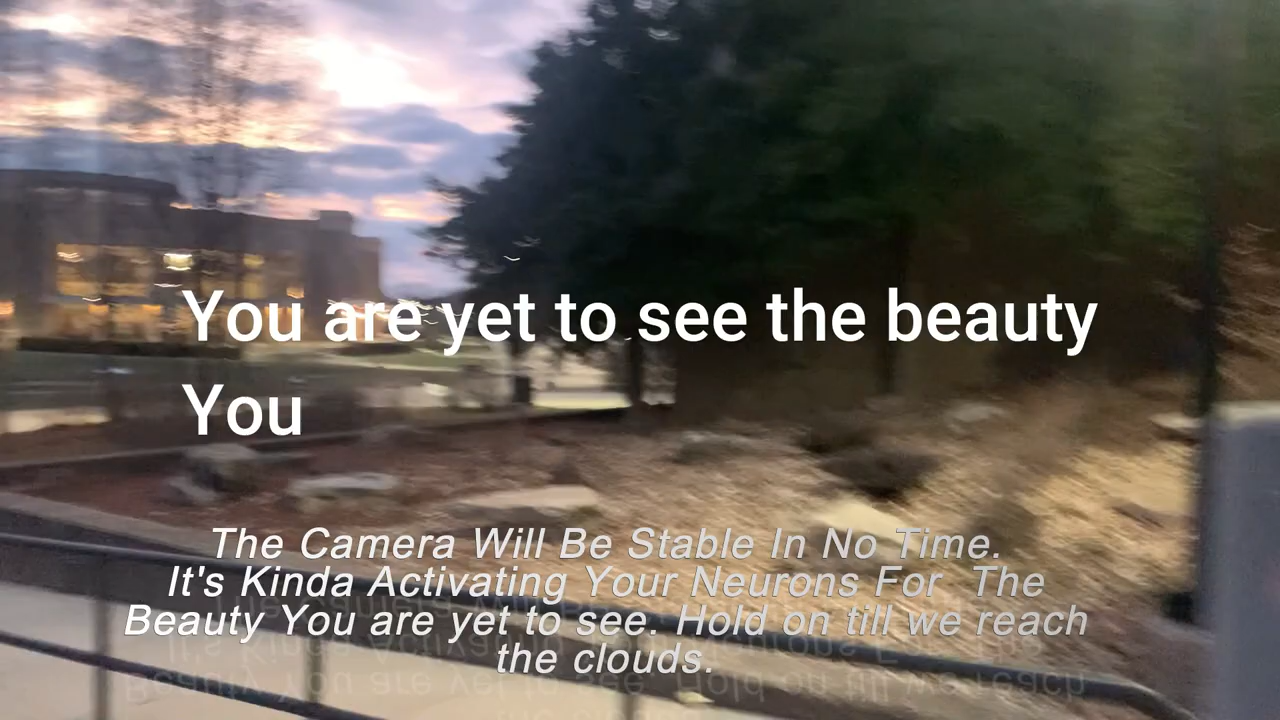 You are yet to see the beauty
You
The Camera Will Be Stable In No Time.
It's Kinda Activating Your Neurons For The
Beauty You are yet to see. Hold on till we reach
the clouds.